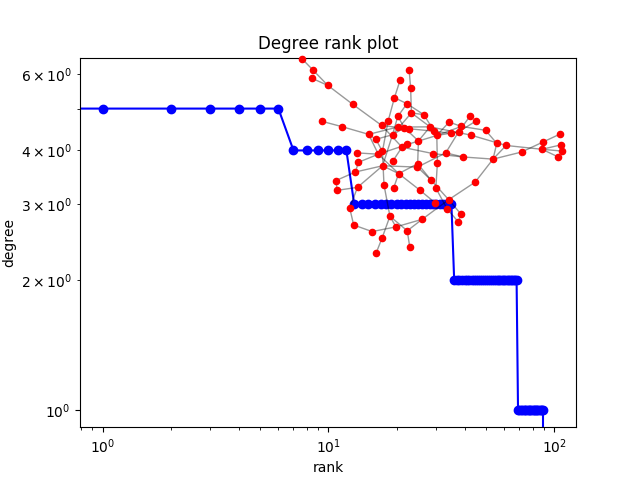 Degree rank plot
degree
6 × 10⁰
4 × 10⁰
3 × 10⁰
2 × 10⁰
10⁰
10⁰
10¹
10²
rank